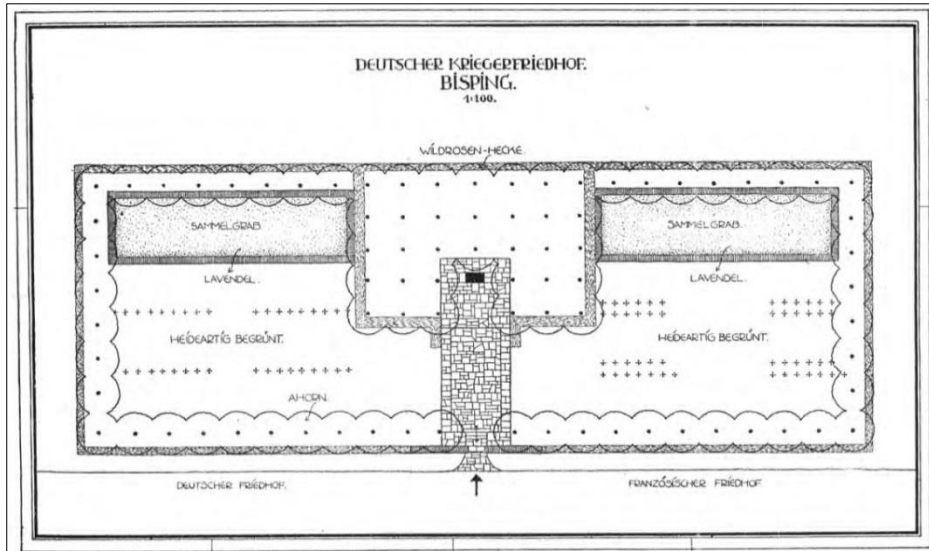 DEUTSCHER KRIEGERFRIEDHOF.
BISPING.
1:100.
WILDROSEN-HECKE.
SAMMELGRAB.
SAMMELGRAB.
LAVENDEL.
LAVENDEL.
HEIDEARTIG BEGRÜNT.
HEIDEARTIG BEGRÜNT.
AHORN.
DEUTSCHER FRIEDHOF.
FRANZÖSISCHER FRIEDHOF.